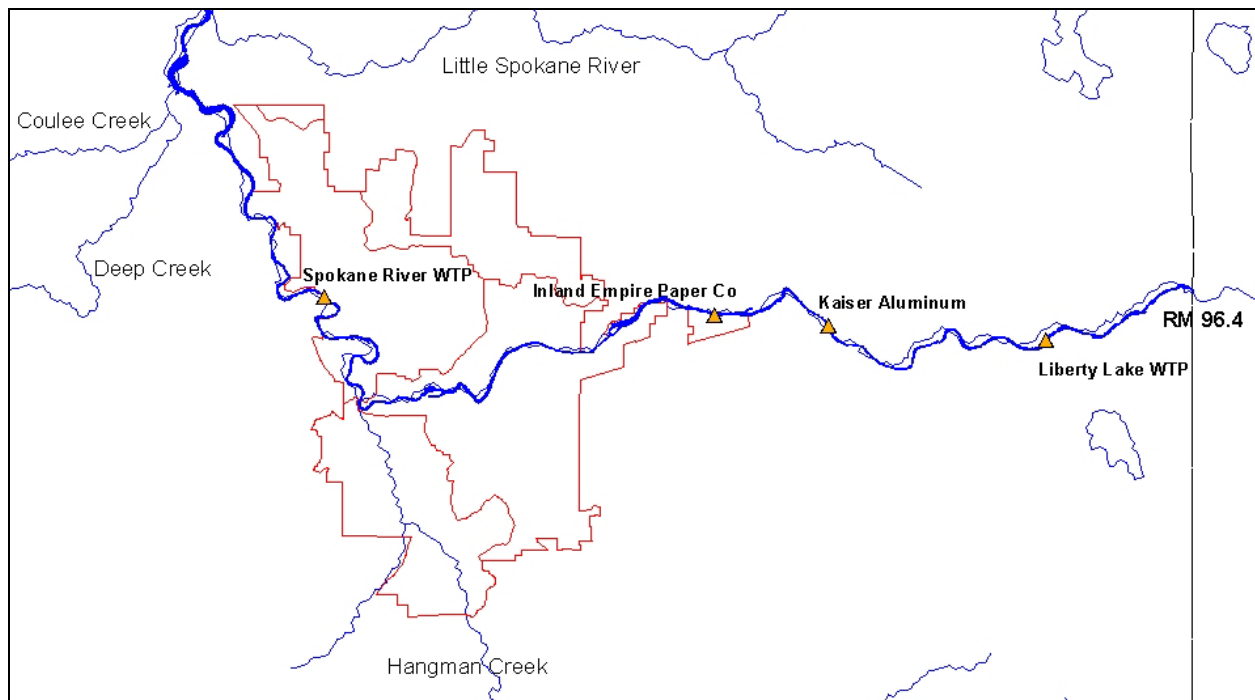 Little Spokane River
Coulee Creek
Deep Creek
Spokane River WTP
Inland Empire Paper Co
Kaiser Aluminum
RM 96.4
Liberty Lake WTP
Hangman Creek